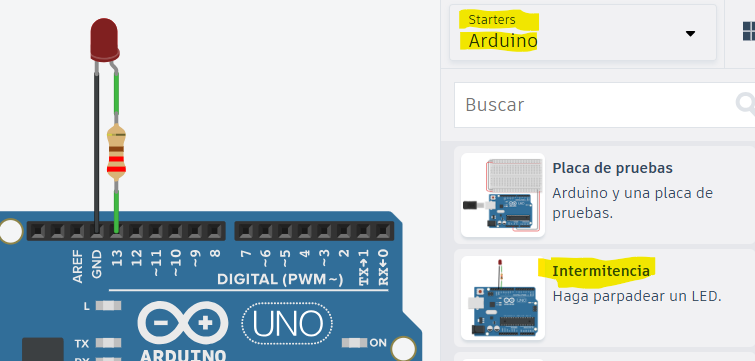 Starters
Arduino
Buscar
Placa de pruebas
Arduino y una placa de
pruebas.
Intermitencia
Haga parpadear un LED.
AREF
GND
13
12
~11
~10
~9
8
7
~6
~5
4
~3
2
TX→1
RX←0
DIGITAL (PWM~)
L
TX
RX
UNO
ON
ARDUINO